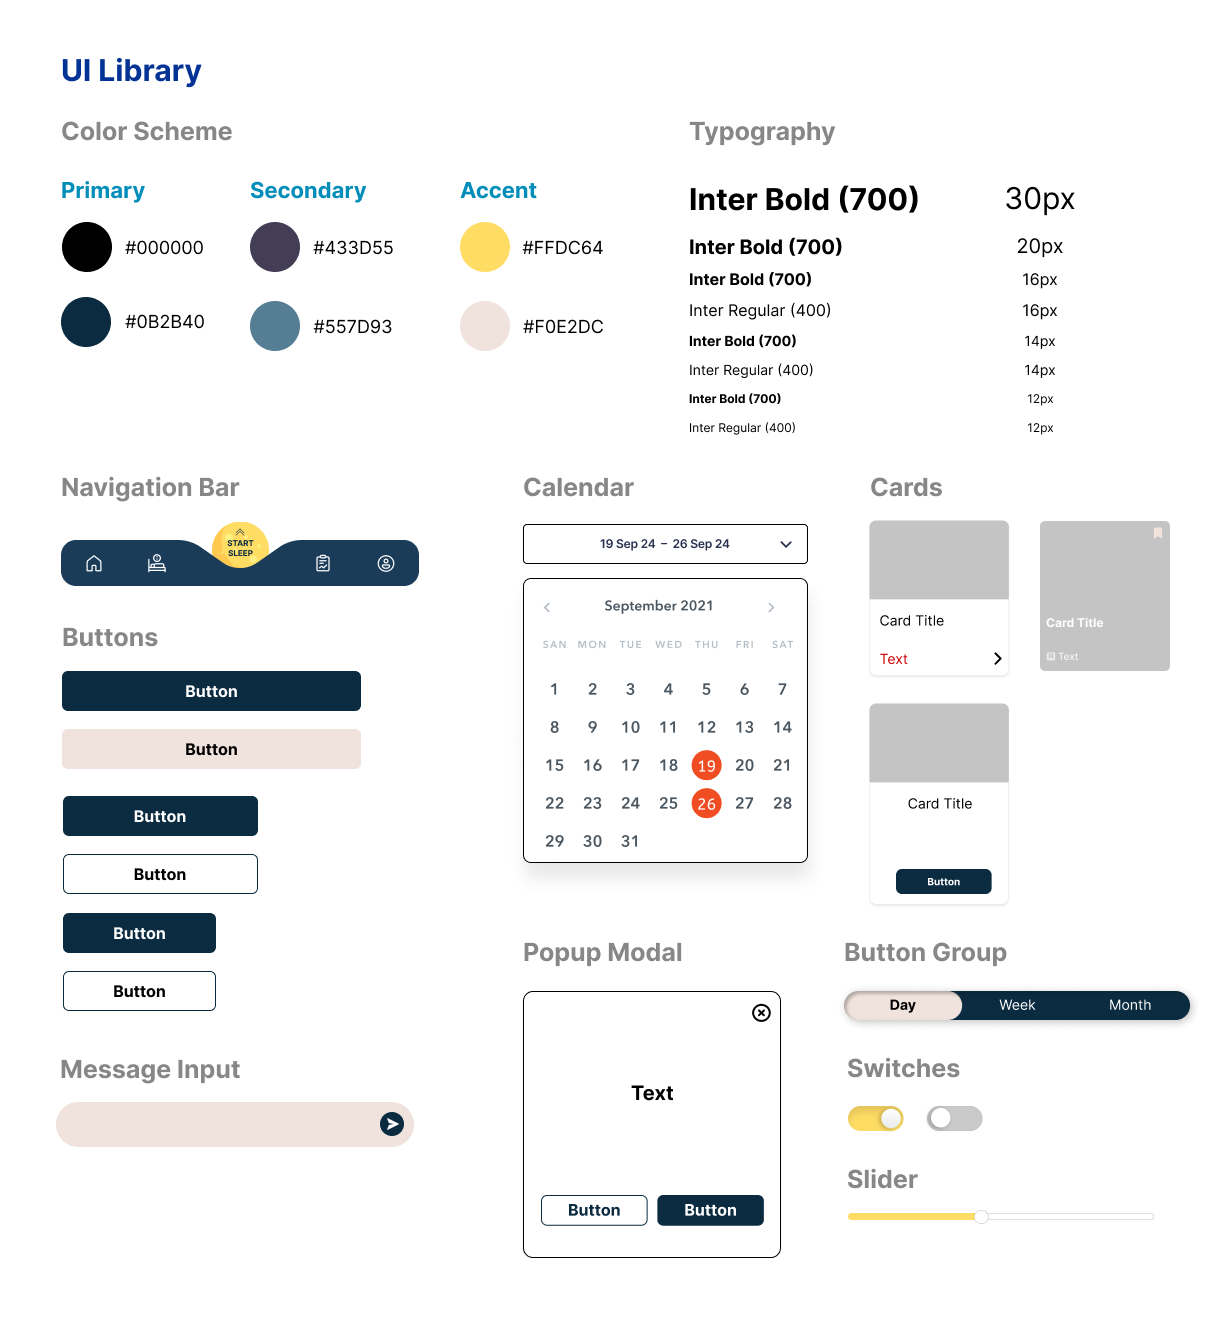 UI Library
Color Scheme
Primary
Secondary
Accent
#000000
#433D55
#FFDC64
#0B2B40
#557D93
#F0E2DC
Typography
Inter Bold (700) 30px
Inter Bold (700) 20px
Inter Bold (700) 16px
Inter Regular (400) 16px
Inter Bold (700) 14px
Inter Regular (400) 14px
Inter Bold (700) 12px
Inter Regular (400) 12px
Navigation Bar
START
SLEEP
Buttons
Button
Button
Button
Button
Button
Button
Message Input
Calendar
19 Sep 24 – 26 Sep 24
September 2021
SAN MON TUE WED THU FRI SAT
1 2 3 4 5 6 7
8 9 10 11 12 13 14
15 16 17 18 19 20 21
22 23 24 25 26 27 28
29 30 31
Cards
Card Title
Text
Card Title
Text
Card Title
Button
Popup Modal
Text
Button Button
Button Group
Day Week Month
Switches
Slider